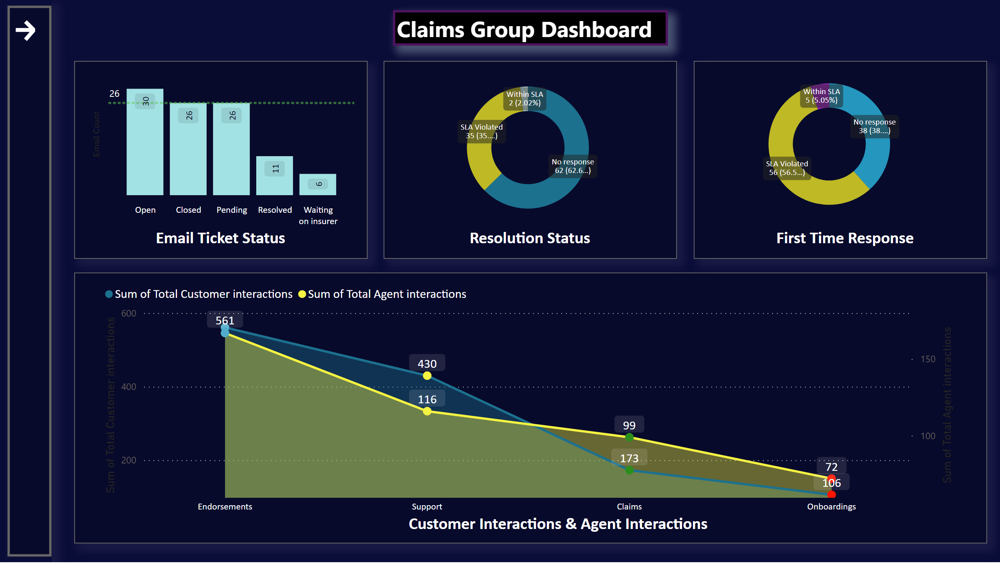 Claims Group Dashboard
26
30
26
26
11
6
Email Count
Open
Closed
Pending
Resolved
Waiting
on insurer
Email Ticket Status
Within SLA
2 (2.02%)
SLA Violated
35 (35....)
No response
62 (62.6...)
Resolution Status
Within SLA
5 (5.05%)
No response
38 (38....)
SLA Violated
56 (56.5...)
First Time Response
Sum of Total Customer interactions
Sum of Total Agent interactions
600
400
200
Sum of Total Customer interactions
561
430
116
99
173
72
106
150
100
Sum of Total Agent interactions
Endorsements
Support
Claims
Onboardings
Customer Interactions & Agent Interactions